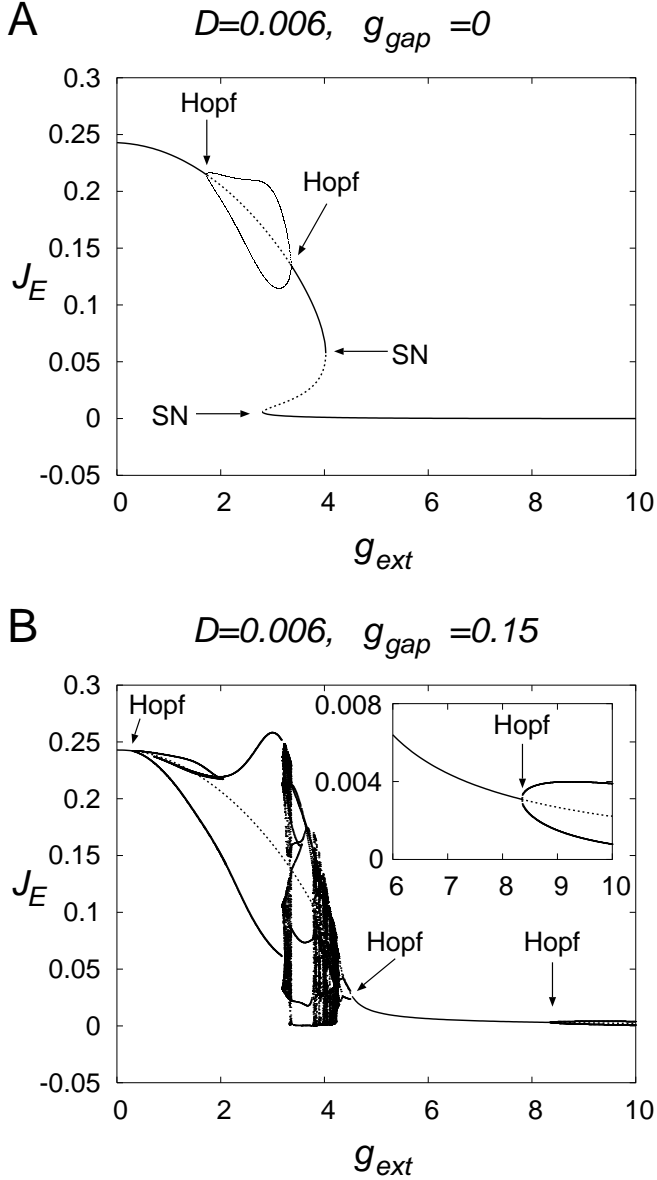 A
D=0.006, g_gap =0
0.3
Hopf
0.25
Hopf
0.2
0.15
J_E
0.1
0.05
SN
SN
0
-0.05
0 2 4 6 8 10
g_ext
B
D=0.006, g_gap =0.15
0.3
0.008
Hopf
Hopf
0.25
0.004
0.2
0
0.15
6 7 8 9 10
J_E
0.1
Hopf Hopf
0.05
0
-0.05
0 2 4 6 8 10
g_ext